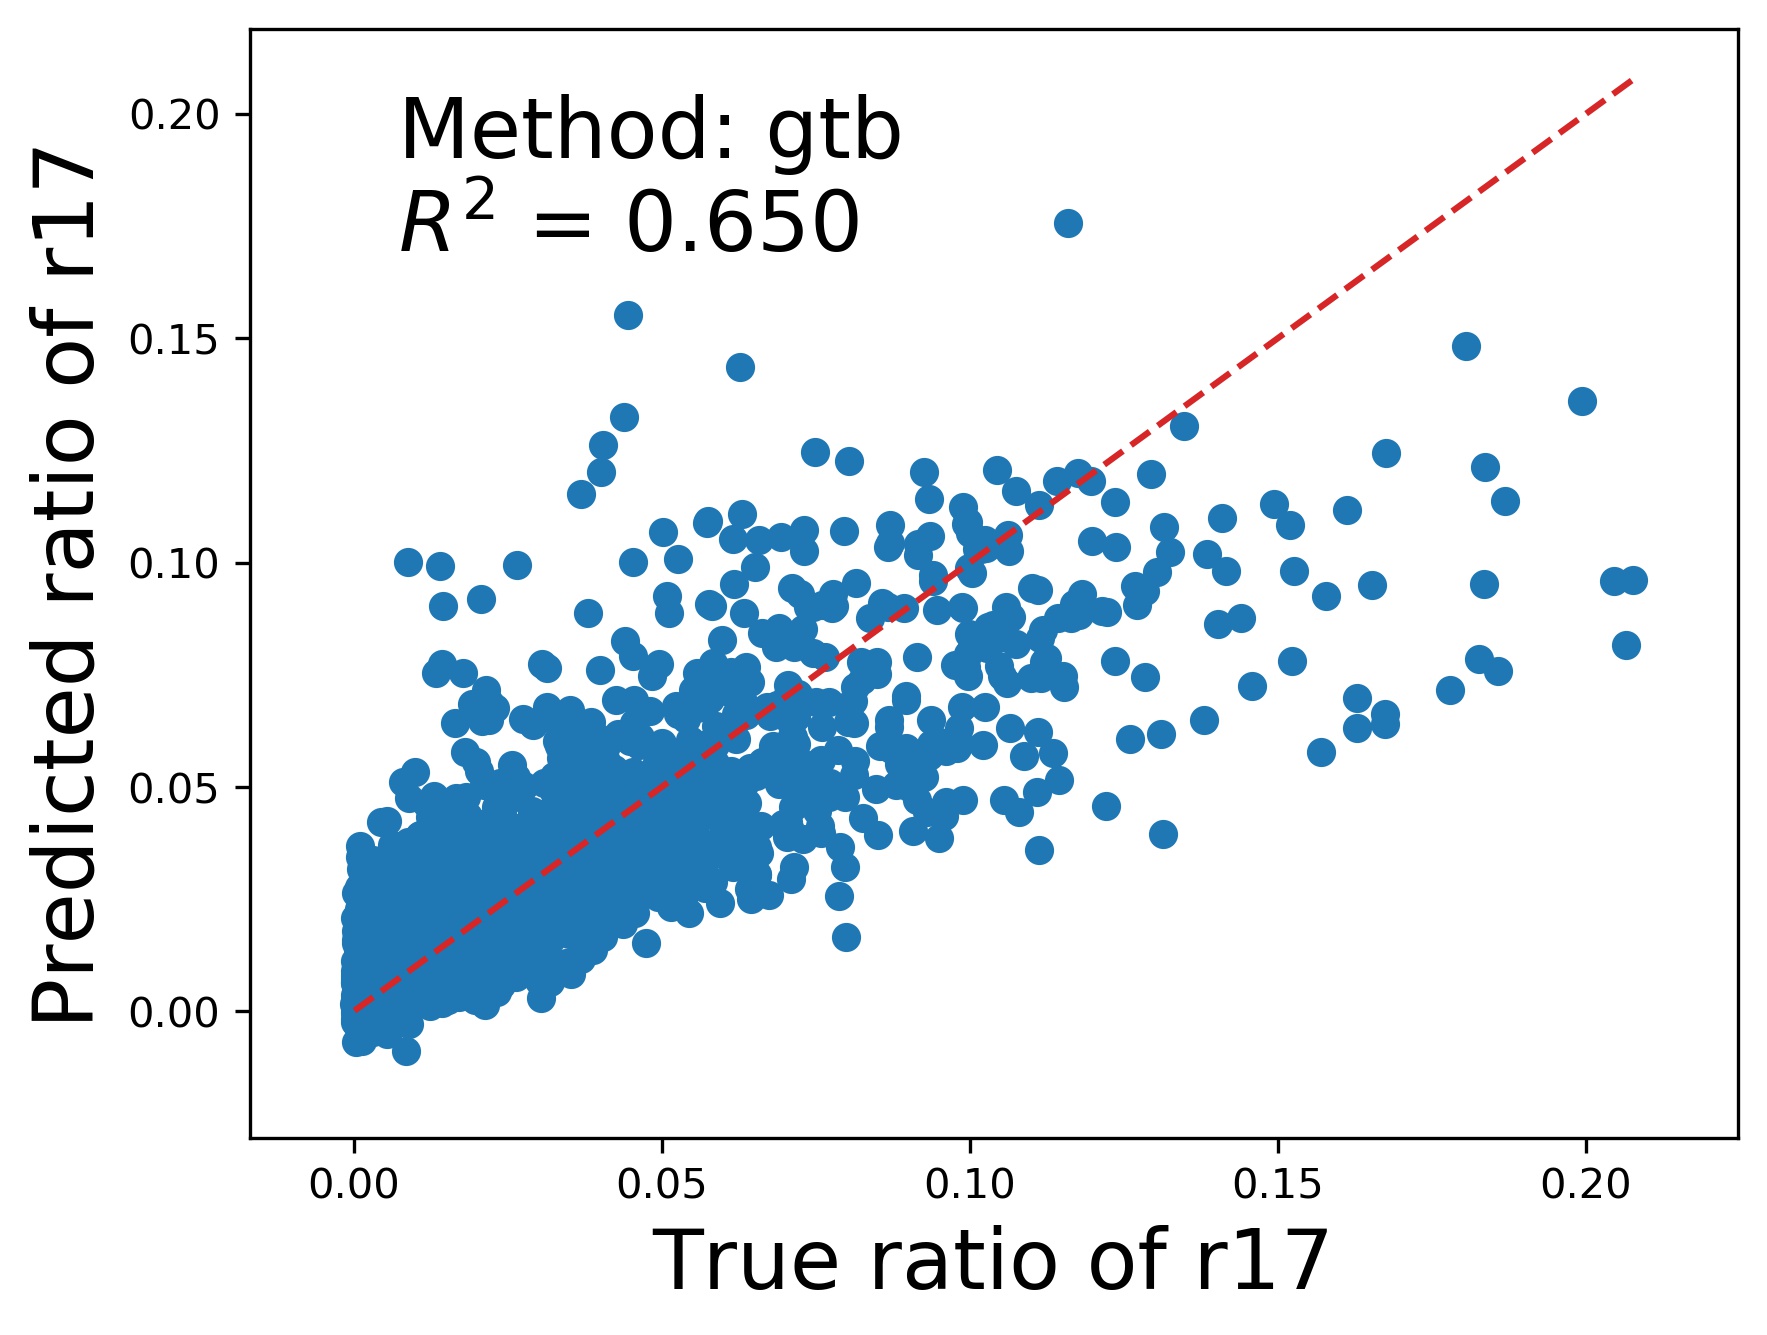 Method: gtb
R² = 0.650
Predicted ratio of r17
0.20
0.15
0.10
0.05
0.00
0.00 0.05 0.10 0.15 0.20
True ratio of r17